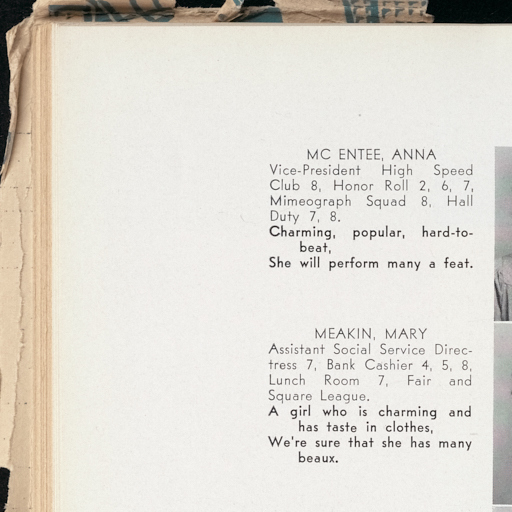 MC ENTEE, ANNA
Vice-President High Speed
Club 8, Honor Roll 2, 6, 7,
Mimeograph Squad 8, Hall
Duty 7, 8.
Charming, popular, hard-to-
beat,
She will perform many a feat.
MEAKIN, MARY
Assistant Social Service Direc-
tress 7, Bank Cashier 4, 5, 8,
Lunch Room 7, Fair and
Square League.
A girl who is charming and
has taste in clothes,
We're sure that she has many
beaux.